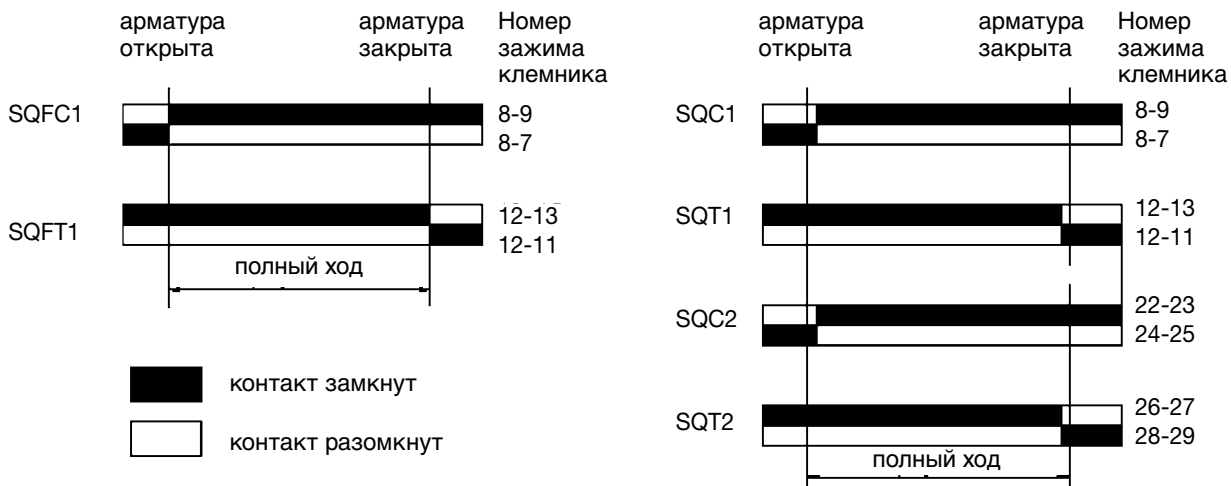 арматура открыта
арматура закрыта
Номер зажима клемника
SQFC1
8-9
8-7
SQFT1
12-13
12-11
полный ход
контакт замкнут
контакт разомкнут
арматура открыта
арматура закрыта
Номер зажима клемника
SQC1
8-9
8-7
SQT1
12-13
12-11
SQC2
22-23
24-25
SQT2
26-27
28-29
полный ход